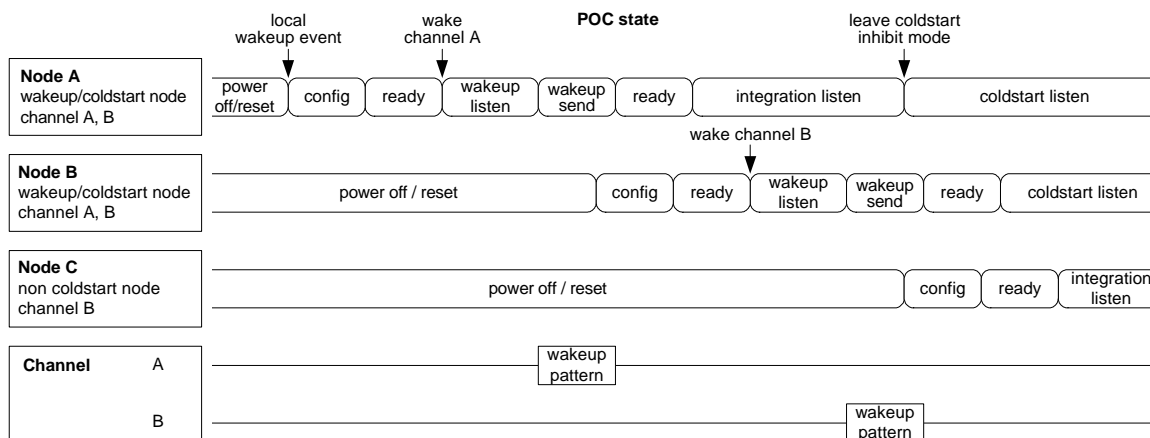 local
wakeup event
wake
channel A
POC state
leave coldstart
inhibit mode
Node A
wakeup/coldstart node
channel A, B
power
off/reset
config
ready
wakeup
listen
wakeup
send
ready
integration listen
coldstart listen
wake channel B
Node B
wakeup/coldstart node
channel A, B
power off / reset
config
ready
wakeup
listen
wakeup
send
ready
coldstart listen
Node C
non coldstart node
channel B
power off / reset
config
ready
integration
listen
Channel A
wakeup
pattern
B
wakeup
pattern